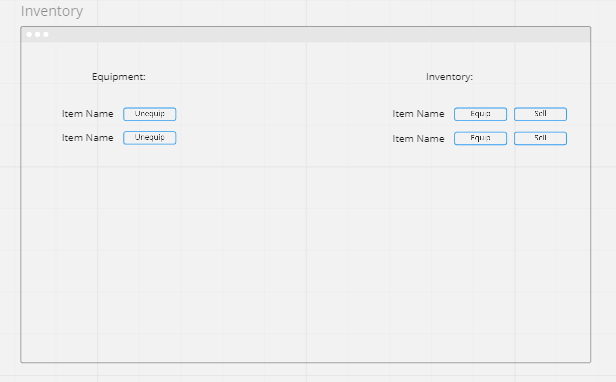 Inventory
Equipment:
Item Name Unequip
Item Name Unequip
Inventory:
Item Name Equip Sell
Item Name Equip Sell